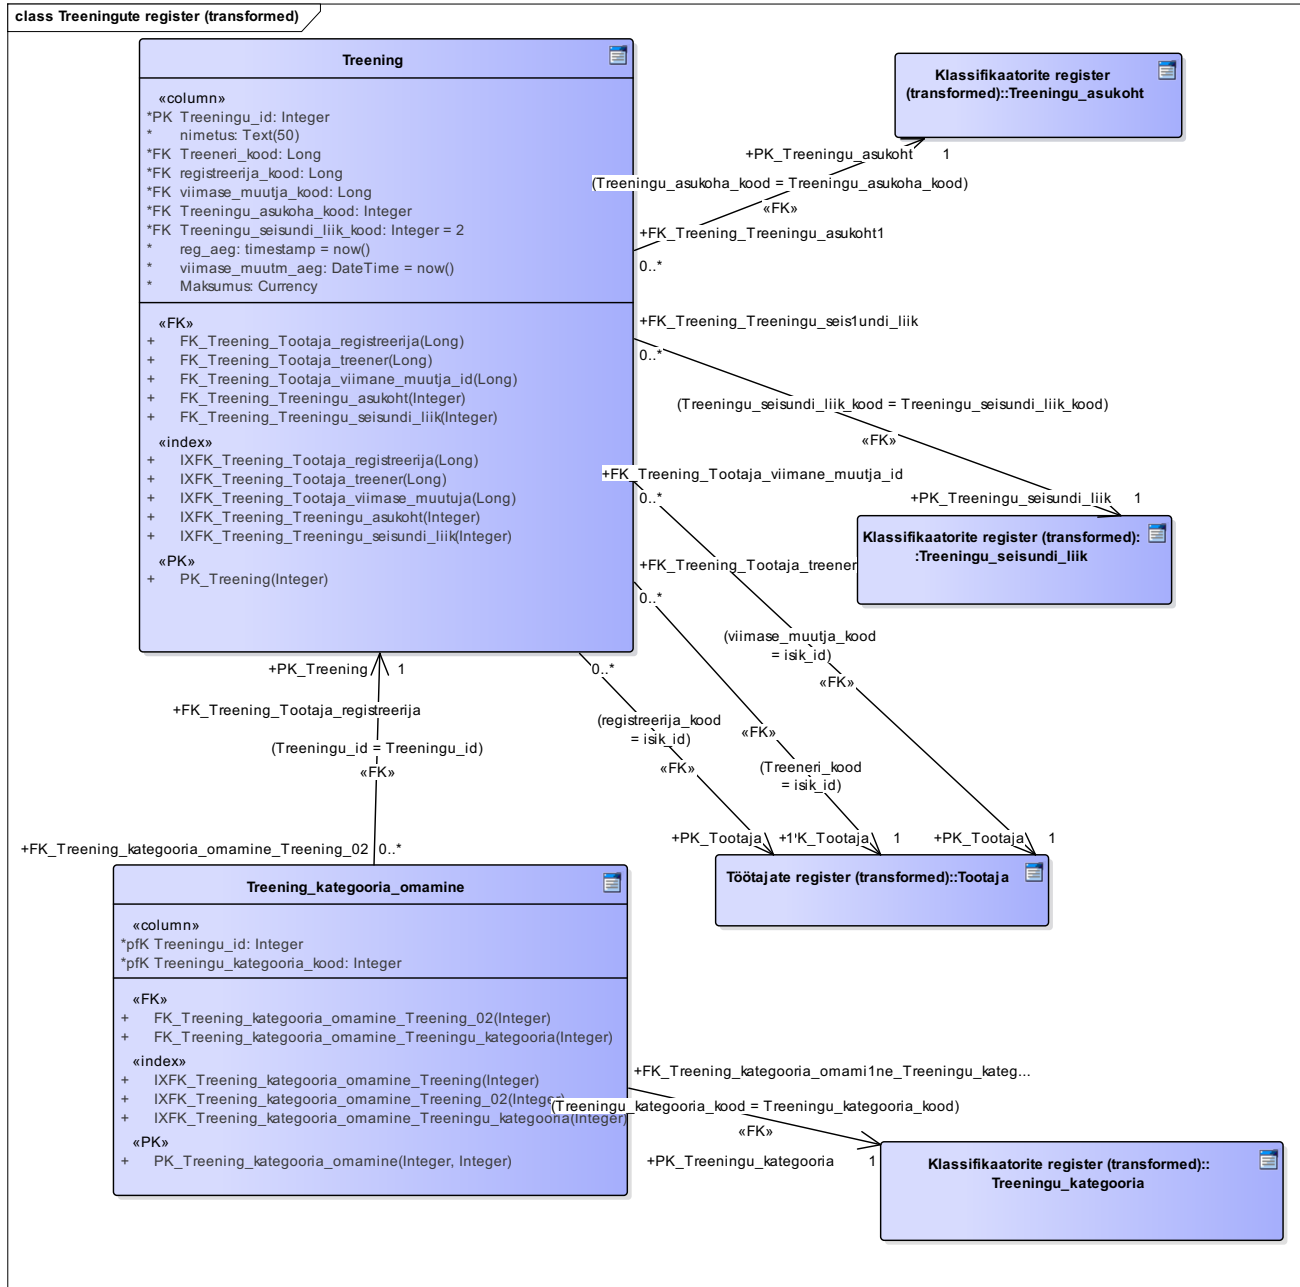 class Treeningute register (transformed)
Treening
«column»
*PK Treeningu_id: Integer
* nimetus: Text(50)
*FK Treeneri_kood: Long
*FK registreerija_kood: Long
*FK viimase_muutja_kood: Long
*FK Treeningu_asukoha_kood: Integer
*FK Treeningu_seisundi_liik_kood: Integer = 2
* reg_aeg: timestamp = now()
* viimase_muutm_aeg: DateTime = now()
* Maksumus: Currency
«FK»
+ FK_Treening_Tootaja_registreerija(Long)
+ FK_Treening_Tootaja_treener(Long)
+ FK_Treening_Tootaja_viimane_muutja_id(Long)
+ FK_Treening_Treeningu_asukoht(Integer)
+ FK_Treening_Treeningu_seisundi_liik(Integer)
«index»
+ IXFK_Treening_Tootaja_registreerija(Long)
+ IXFK_Treening_Tootaja_treener(Long)
+ IXFK_Treening_Tootaja_viimase_muutuja(Long)
+ IXFK_Treening_Treeningu_asukoht(Integer)
+ IXFK_Treening_Treeningu_seisundi_liik(Integer)
«PK»
+ PK_Treening(Integer)
Klassifikaatorite register
(transformed)::Treeningu_asukoht
+PK_Treeningu_asukoht 1
(Treeningu_asukoha_kood = Treeningu_asukoha_kood)
«FK»
+FK_Treening_Treeningu_asukoht1
0..*
+FK_Treening_Treeningu_seis1undi_liik
0..*
(Treeningu_seisundi_liik_kood = Treeningu_seisundi_liik_kood)
«FK»
+PK_Treeningu_seisundi_liik 1
Klassifikaatorite register (transformed):
:Treeningu_seisundi_liik
+FK_Treening_Tootaja_viimane_muutja_id
0..*
+FK_Treening_Tootaja_treener
0..*
(viimase_muutja_kood
= isik_id)
«FK»
+PK_Treening 1
0..*
+FK_Treening_Tootaja_registreerija
(registreerija_kood
= isik_id)
«FK»
«FK»
(Treeneri_kood
= isik_id)
(Treeningu_id = Treeningu_id)
«FK»
+PK_Tootaja
+1'K_Tootaja 1
+PK_Tootaja 1
Töötajate register (transformed)::Tootaja
+FK_Treening_kategooria_omamine_Treening_02 0..*
Treening_kategooria_omamine
«column»
*pfK Treeningu_id: Integer
*pfK Treeningu_kategooria_kood: Integer
«FK»
+ FK_Treening_kategooria_omamine_Treening_02(Integer)
+ FK_Treening_kategooria_omamine_Treeningu_kategooria(Integer)
«index»
+ IXFK_Treening_kategooria_omamine_Treening(Integer)
+ IXFK_Treening_kategooria_omamine_Treening_02(Integer)
+ IXFK_Treening_kategooria_omamine_Treeningu_kategooria(Integer)
«PK»
+ PK_Treening_kategooria_omamine(Integer, Integer)
+FK_Treening_kategooria_omami1ne_Treeningu_kateg...
(Treeningu_kategooria_kood = Treeningu_kategooria_kood)
«FK»
+PK_Treeningu_kategooria 1
Klassifikaatorite register (transformed)::
Treeningu_kategooria